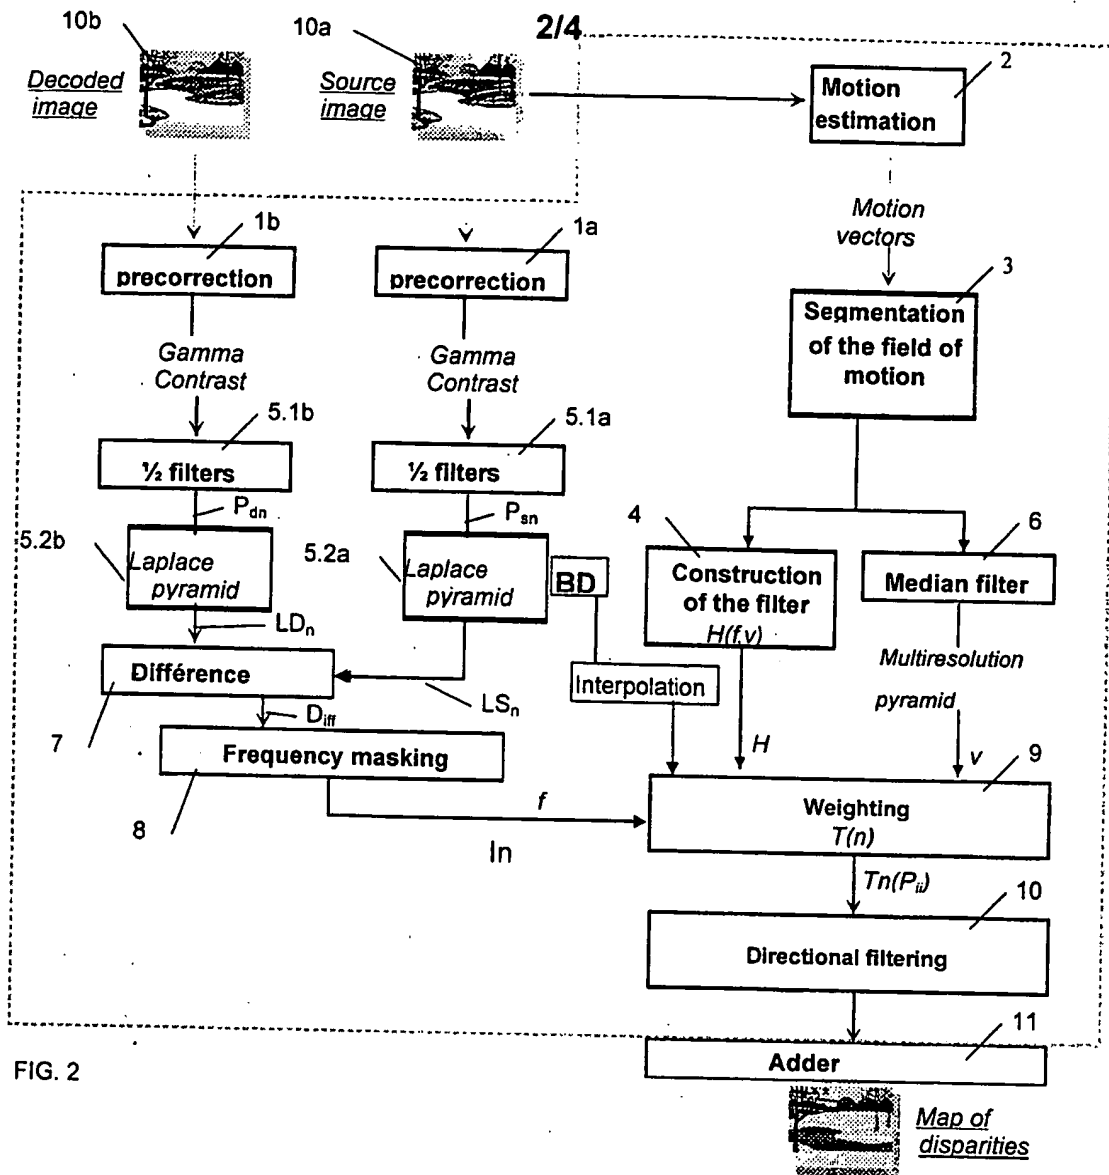 2/4
10b
10a
Decoded
image
Source
image
2
Motion
estimation
Motion
vectors
1b
precorrection
1a
precorrection
3
Segmentation
of the field of
motion
Gamma
Contrast
Gamma
Contrast
5.1b
½ filters
5.1a
½ filters
Pdn
Psn
5.2b
Laplace
pyramid
5.2a
Laplace
pyramid
BD
4
Construction
of the filter
H(f,v)
6
Median filter
LDn
Différence
7
LSn
Interpolation
Multiresolution
pyramid
Diff
Frequency masking
8
H
v
9
f
In
Weighting
T(n)
Tn(Pij)
10
Directional filtering
11
Adder
FIG. 2
Map of
disparities